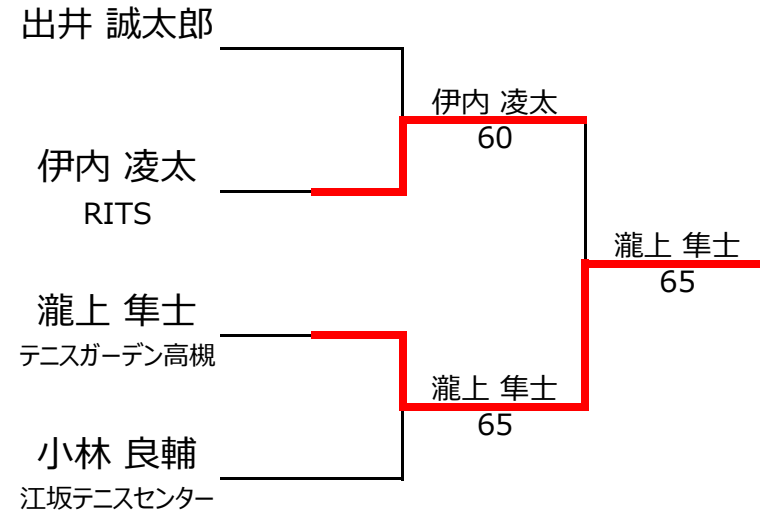 出井 誠太郎
伊内 凌太
60
伊内 凌太
RITS
瀧上 隼士
65
瀧上 隼士
テニスガーデン高槻
瀧上 隼士
65
小林 良輔
江坂テニスセンター